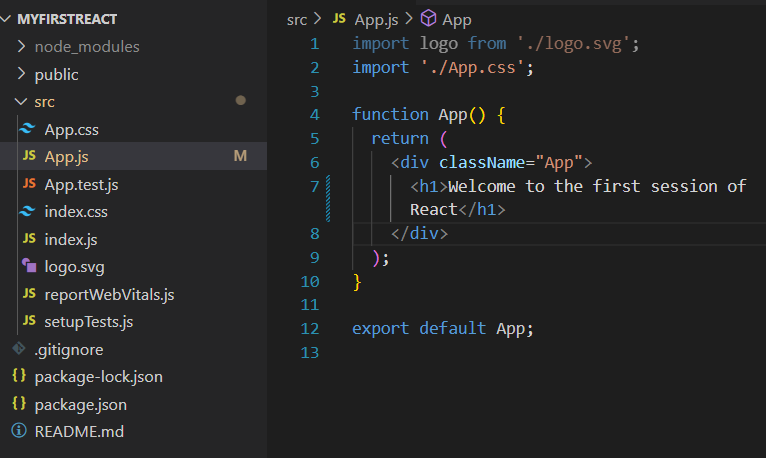 MYFIRSTREACT
node_modules
public
src
App.css
JS App.js M
JS App.test.js
index.css
JS index.js
logo.svg
JS reportWebVitals.js
JS setupTests.js
.gitignore
{} package-lock.json
{} package.json
README.md
src > JS App.js > App
1 import logo from './logo.svg';
2 import './App.css';
3
4 function App() {
5 return (
6 <div className="App">
7 <h1>Welcome to the first session of
React</h1>
8 </div>
9 );
10 }
11
12 export default App;
13